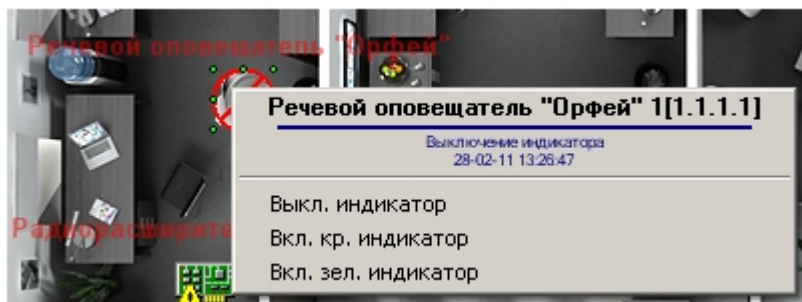 Речевой оповещатель "Орфей"
Речевой оповещатель "Орфей" 1[1.1.1.1]
Выключение индикатора
28-02-11 13:26:47
Выкл. индикатор
Вкл. кр. индикатор
Вкл. зел. индикатор